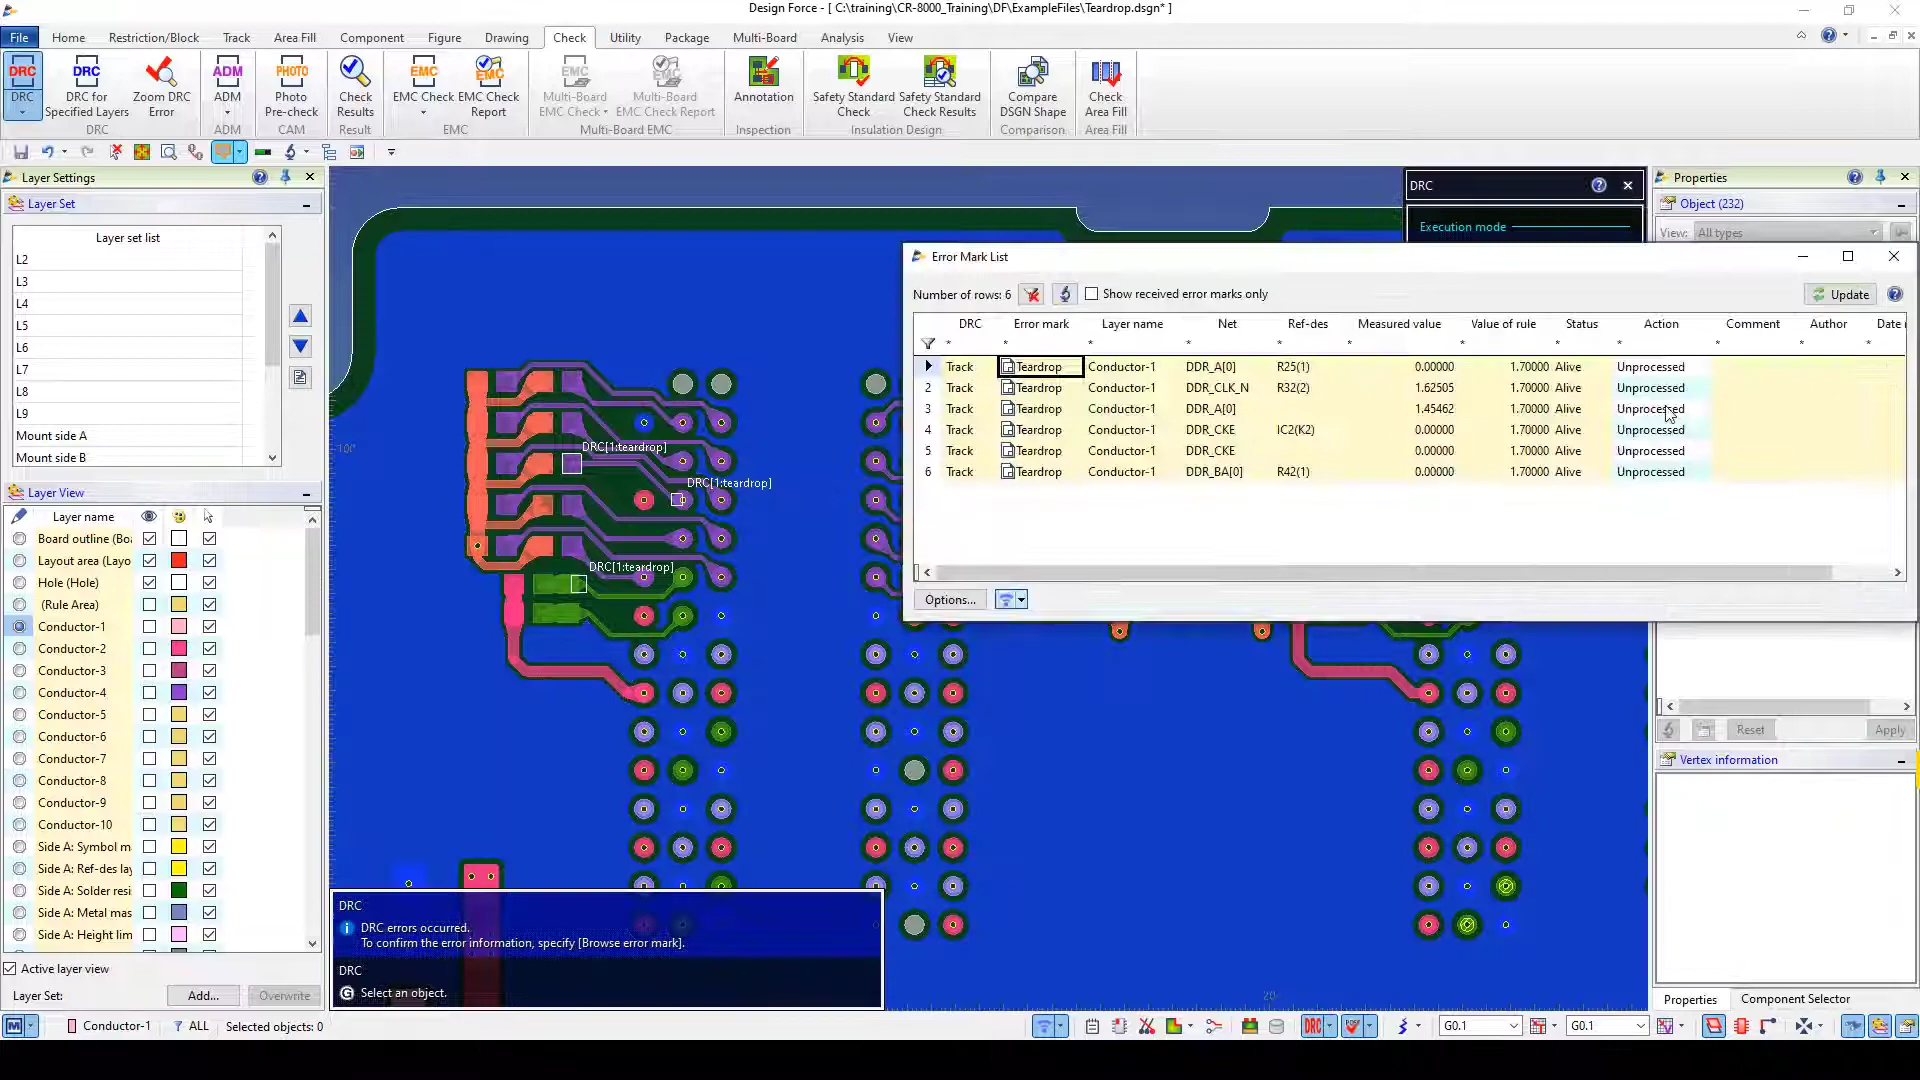 Design Force - [ C:\training\CR-8000_Training\DF\ExampleFiles\Teardrop.dsgn* ]
File Home Restriction/Block Track Area Fill Component Figure Drawing Check Utility Package Multi-Board Analysis View
DRC DRC ADM PHOTO EMC EMC EMC EMC
DRC DRC for Zoom DRC ADM Photo Check EMC Check EMC Check Multi-Board Multi-Board Annotation Safety Standard Safety Standard Compare Check
Specified Layers Error Pre-check Results Report EMC Check EMC Check Report Check Check Results DSGN Shape Area Fill
DRC ADM CAM Result EMC Multi-Board EMC Inspection Insulation Design Comparison Area Fill
Layer Settings
Layer Set
Layer set list
L2
L3
L4
L5
L6
L7
L8
L9
Mount side A
Mount side B
Layer View
Layer name
Board outline (Boa
Layout area (Layo
Hole (Hole)
(Rule Area)
Conductor-1
Conductor-2
Conductor-3
Conductor-4
Conductor-5
Conductor-6
Conductor-7
Conductor-8
Conductor-9
Conductor-10
Side A: Symbol m
Side A: Ref-des lay
Side A: Solder resi
Side A: Metal mas
Side A: Height lim
Active layer view
Layer Set: Add... Overwrite
100
DRC[1:teardrop]
DRC[1:teardrop]
DRC[1:teardrop]
20
DRC
DRC errors occurred.
To confirm the error information, specify [Browse error mark].
DRC
Select an object.
DRC
Execution mode
Error Mark List
Number of rows: 6 Show received error marks only Update
DRC Error mark Layer name Net Ref-des Measured value Value of rule Status Action Comment Author Date
* * * * * * * * * * * *
Track Teardrop Conductor-1 DDR_A[0] R25(1) 0.00000 1.70000 Alive Unprocessed
2 Track Teardrop Conductor-1 DDR_CLK_N R32(2) 1.62505 1.70000 Alive Unprocessed
3 Track Teardrop Conductor-1 DDR_A[0] 1.45462 1.70000 Alive Unprocessed
4 Track Teardrop Conductor-1 DDR_CKE IC2(K2) 0.00000 1.70000 Alive Unprocessed
5 Track Teardrop Conductor-1 DDR_CKE 0.00000 1.70000 Alive Unprocessed
6 Track Teardrop Conductor-1 DDR_BA[0] R42(1) 0.00000 1.70000 Alive Unprocessed
Options...
Properties
Object (232)
View: All types
Reset Apply
Vertex information
Properties Component Selector
M Conductor-1 ALL Selected objects: 0 DRC G0.1 G0.1